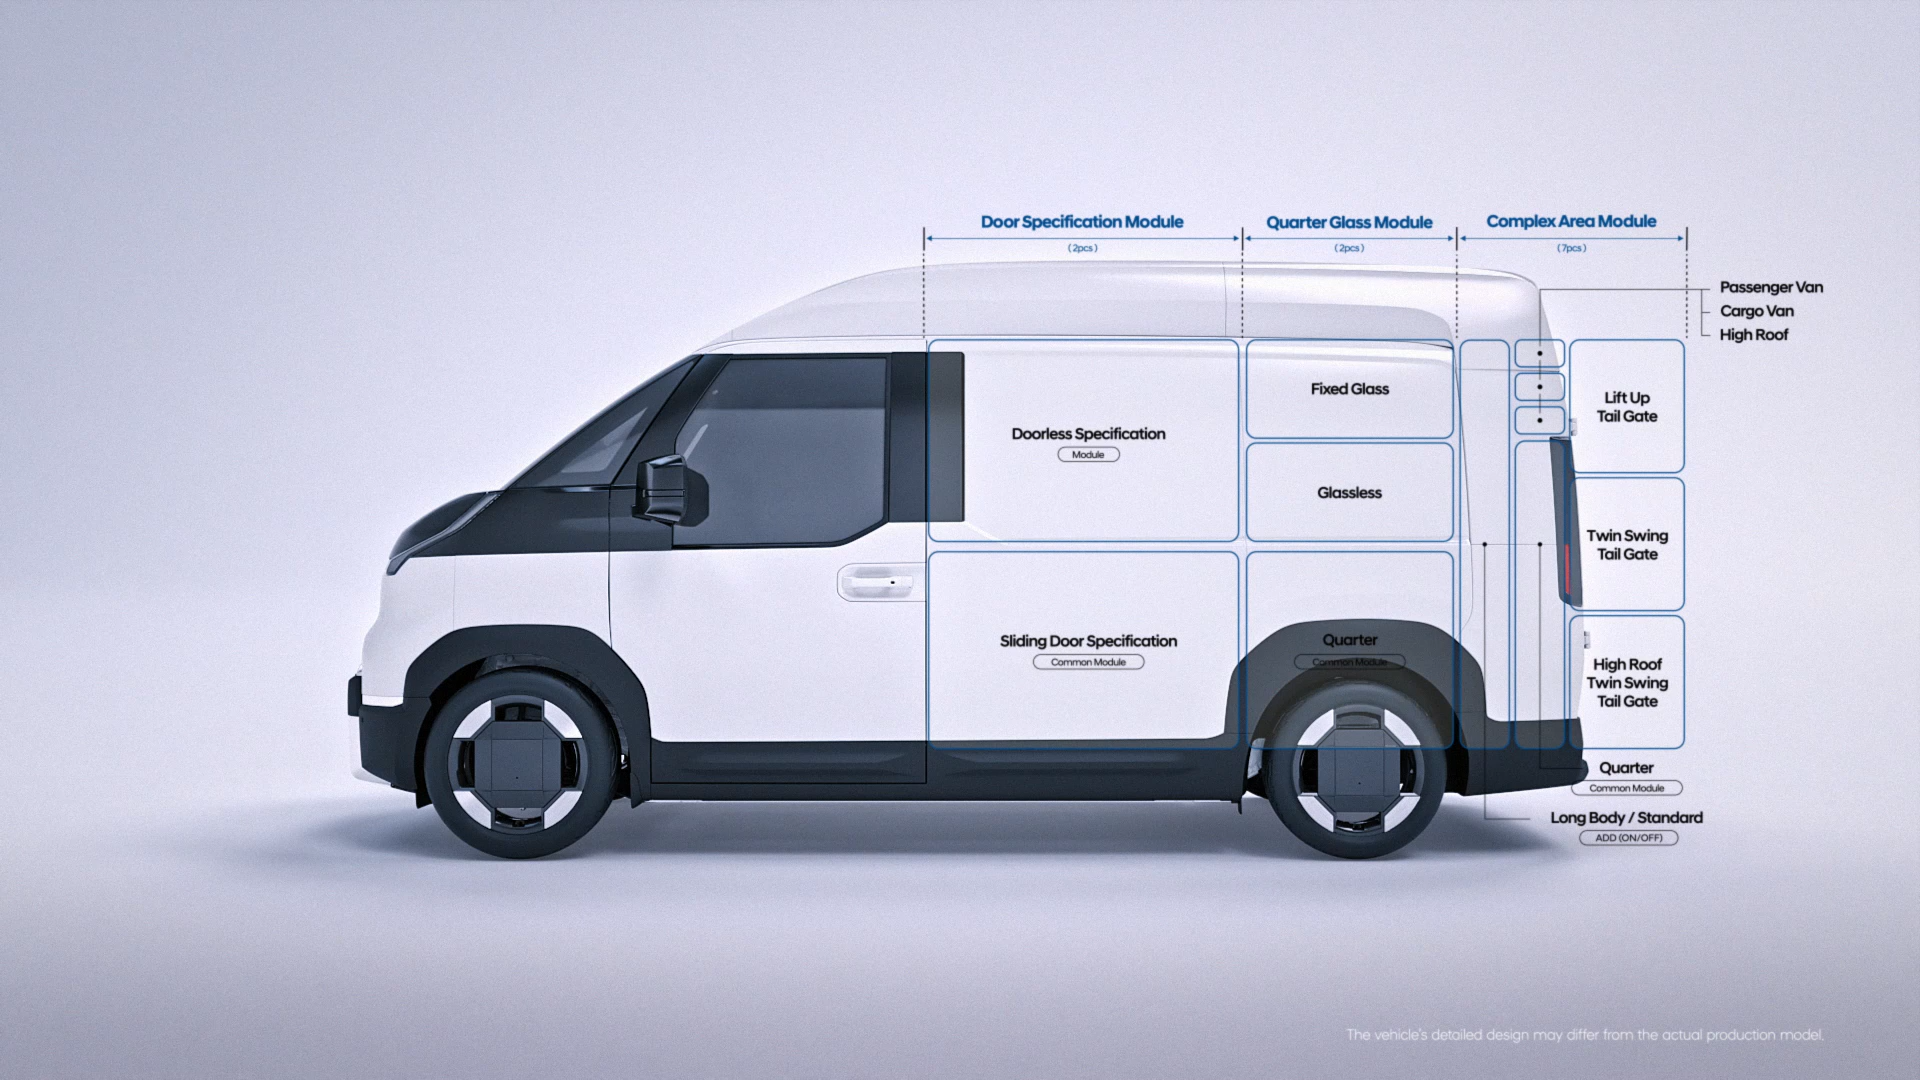 Door Specification Module
(2pcs)
Quarter Glass Module
(2pcs)
Complex Area Module
(7pcs)
Passenger Van
Cargo Van
High Roof
Doorless Specification
Module
Fixed Glass
Glassless
Lift Up
Tail Gate
Twin Swing
Tail Gate
Sliding Door Specification
Common Module
Quarter
Common Module
High Roof
Twin Swing
Tail Gate
Quarter
Common Module
Long Body / Standard
ADD (ON/OFF)
The vehicle's detailed design may differ from the actual production model.